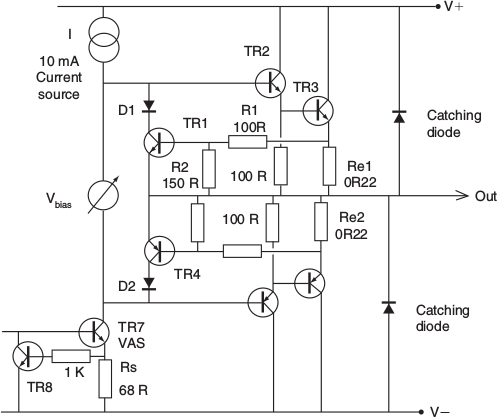 V+
I
10 mA
Current
source
TR2
TR3
D1
TR1
R1
100R
Catching
diode
R2
150 R
100 R
Re1
0R22
Vbias
Out
100 R
Re2
0R22
TR4
D2
Catching
diode
TR7
VAS
1 K
Rs
TR8
68 R
V−